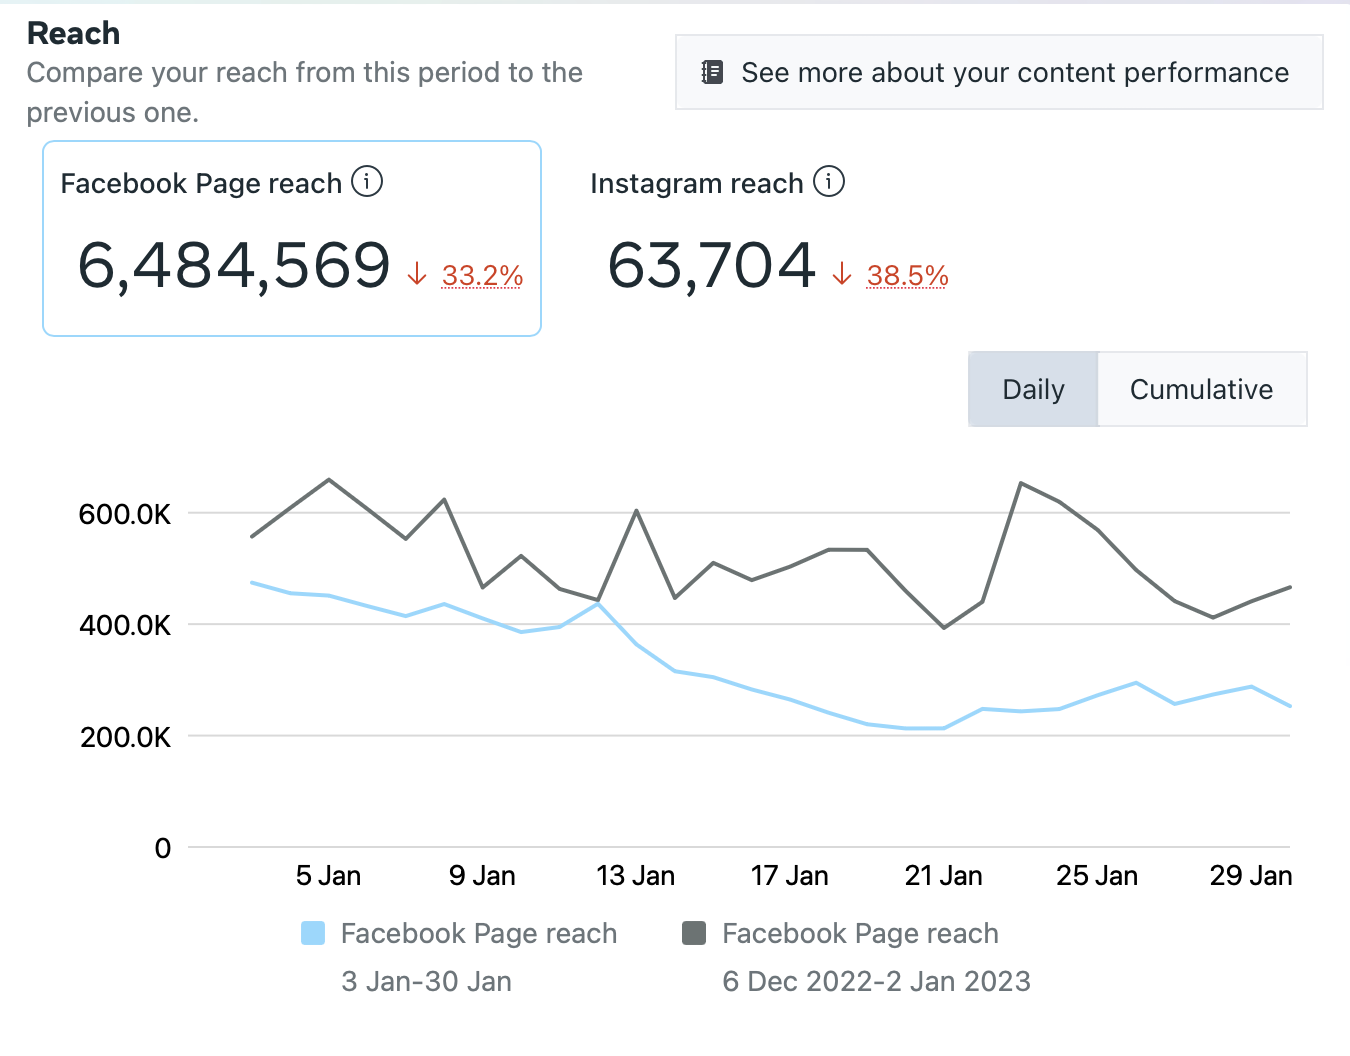 Reach
Compare your reach from this period to the
previous one.
See more about your content performance
Facebook Page reach
6,484,569 ↓ 33.2%
Instagram reach
63,704 ↓ 38.5%
Daily
Cumulative
600.0K
400.0K
200.0K
0
5 Jan
9 Jan
13 Jan
17 Jan
21 Jan
25 Jan
29 Jan
Facebook Page reach
3 Jan-30 Jan
Facebook Page reach
6 Dec 2022-2 Jan 2023